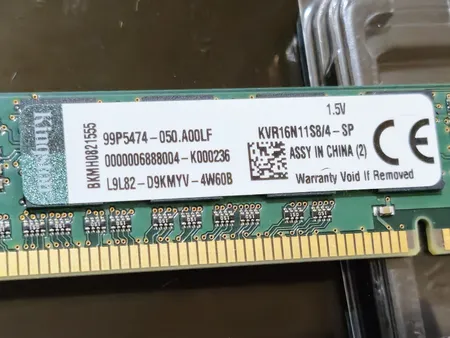 Kingston
BKMH0821555
99P5474-050.A00LF
0000006888004-K000236
L9L82-D9KMYV-4W60B
1.5V
KVR16N11S8/4-SP
ASSY IN CHINA (2)
Warranty Void If Removed
CE